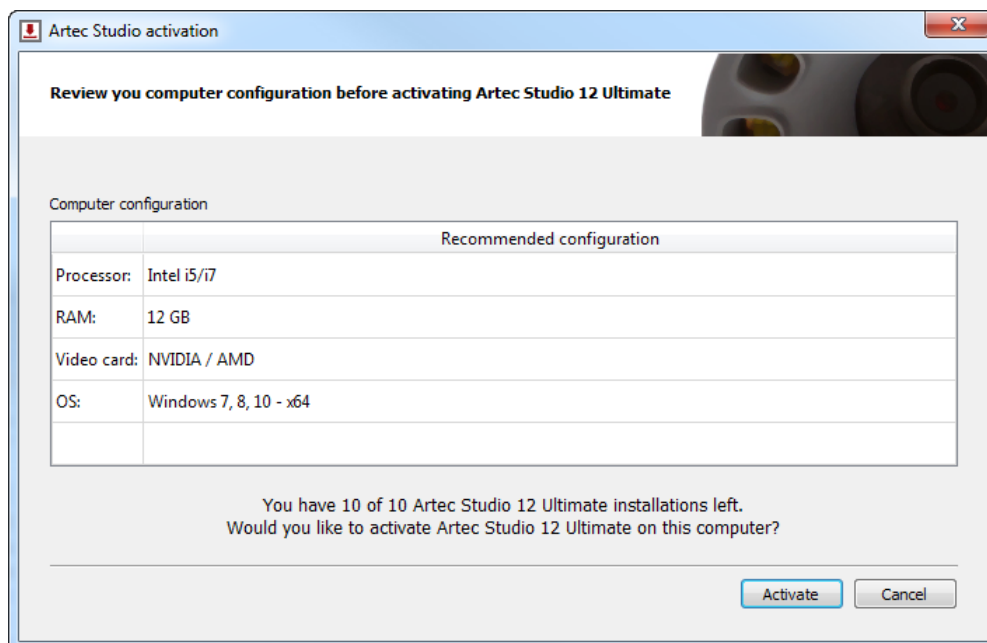 Artec Studio activation
Review you computer configuration before activating Artec Studio 12 Ultimate
Computer configuration
Recommended configuration
Processor: Intel i5/i7
RAM: 12 GB
Video card: NVIDIA / AMD
OS: Windows 7, 8, 10 - x64
You have 10 of 10 Artec Studio 12 Ultimate installations left.
Would you like to activate Artec Studio 12 Ultimate on this computer?
Activate Cancel